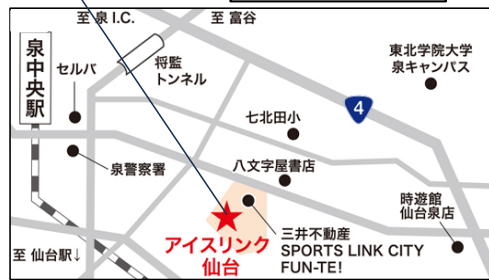 至 泉 I.C.
至 富谷
泉中央駅
セルバ
将監
トンネル
東北学院大学
泉キャンパス
4
七北田小
泉警察署
八文字屋書店
時遊館
仙台泉店
アイスリンク
仙台
三井不動産
SPORTS LINK CITY
FUN-TE!
至 仙台駅↓